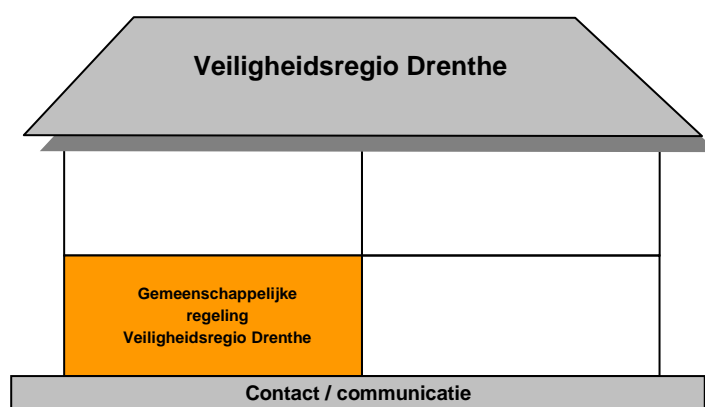 Veiligheidsregio Drenthe
Gemeenschappelijke
regeling
Veiligheidsregio Drenthe
Contact / communicatie